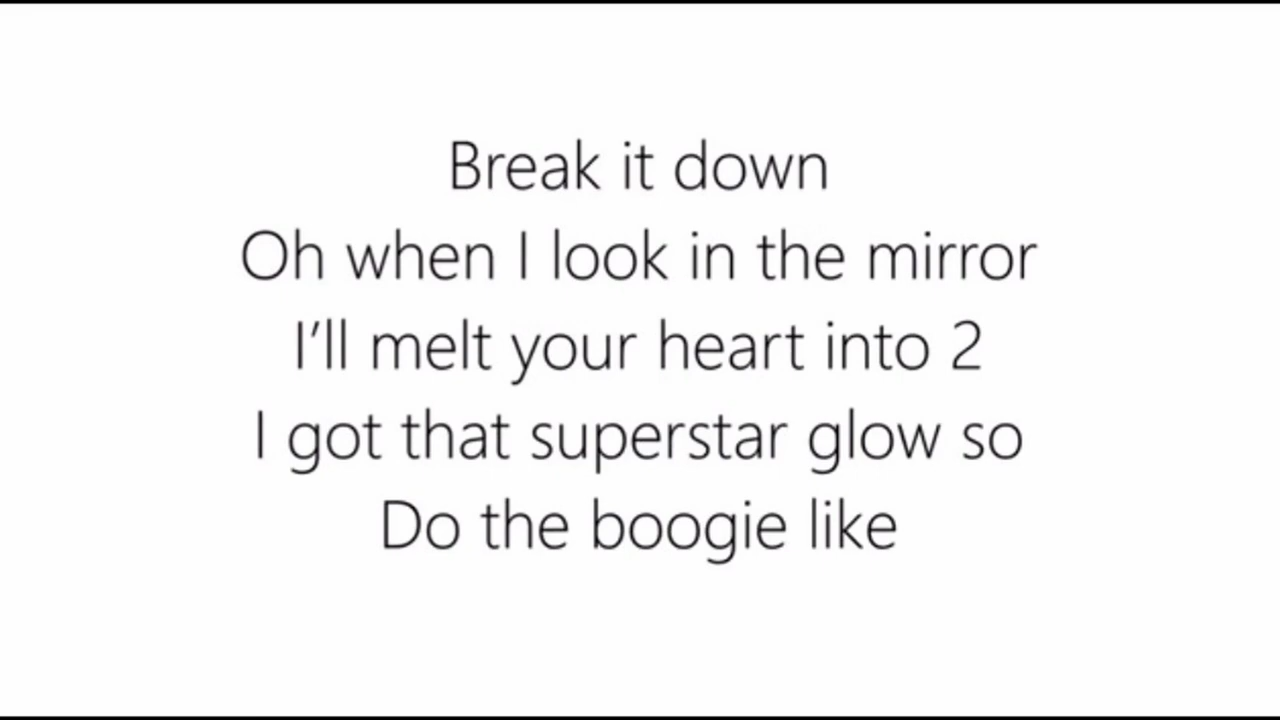 Break it down
Oh when I look in the mirror
I’ll melt your heart into 2
I got that superstar glow so
Do the boogie like